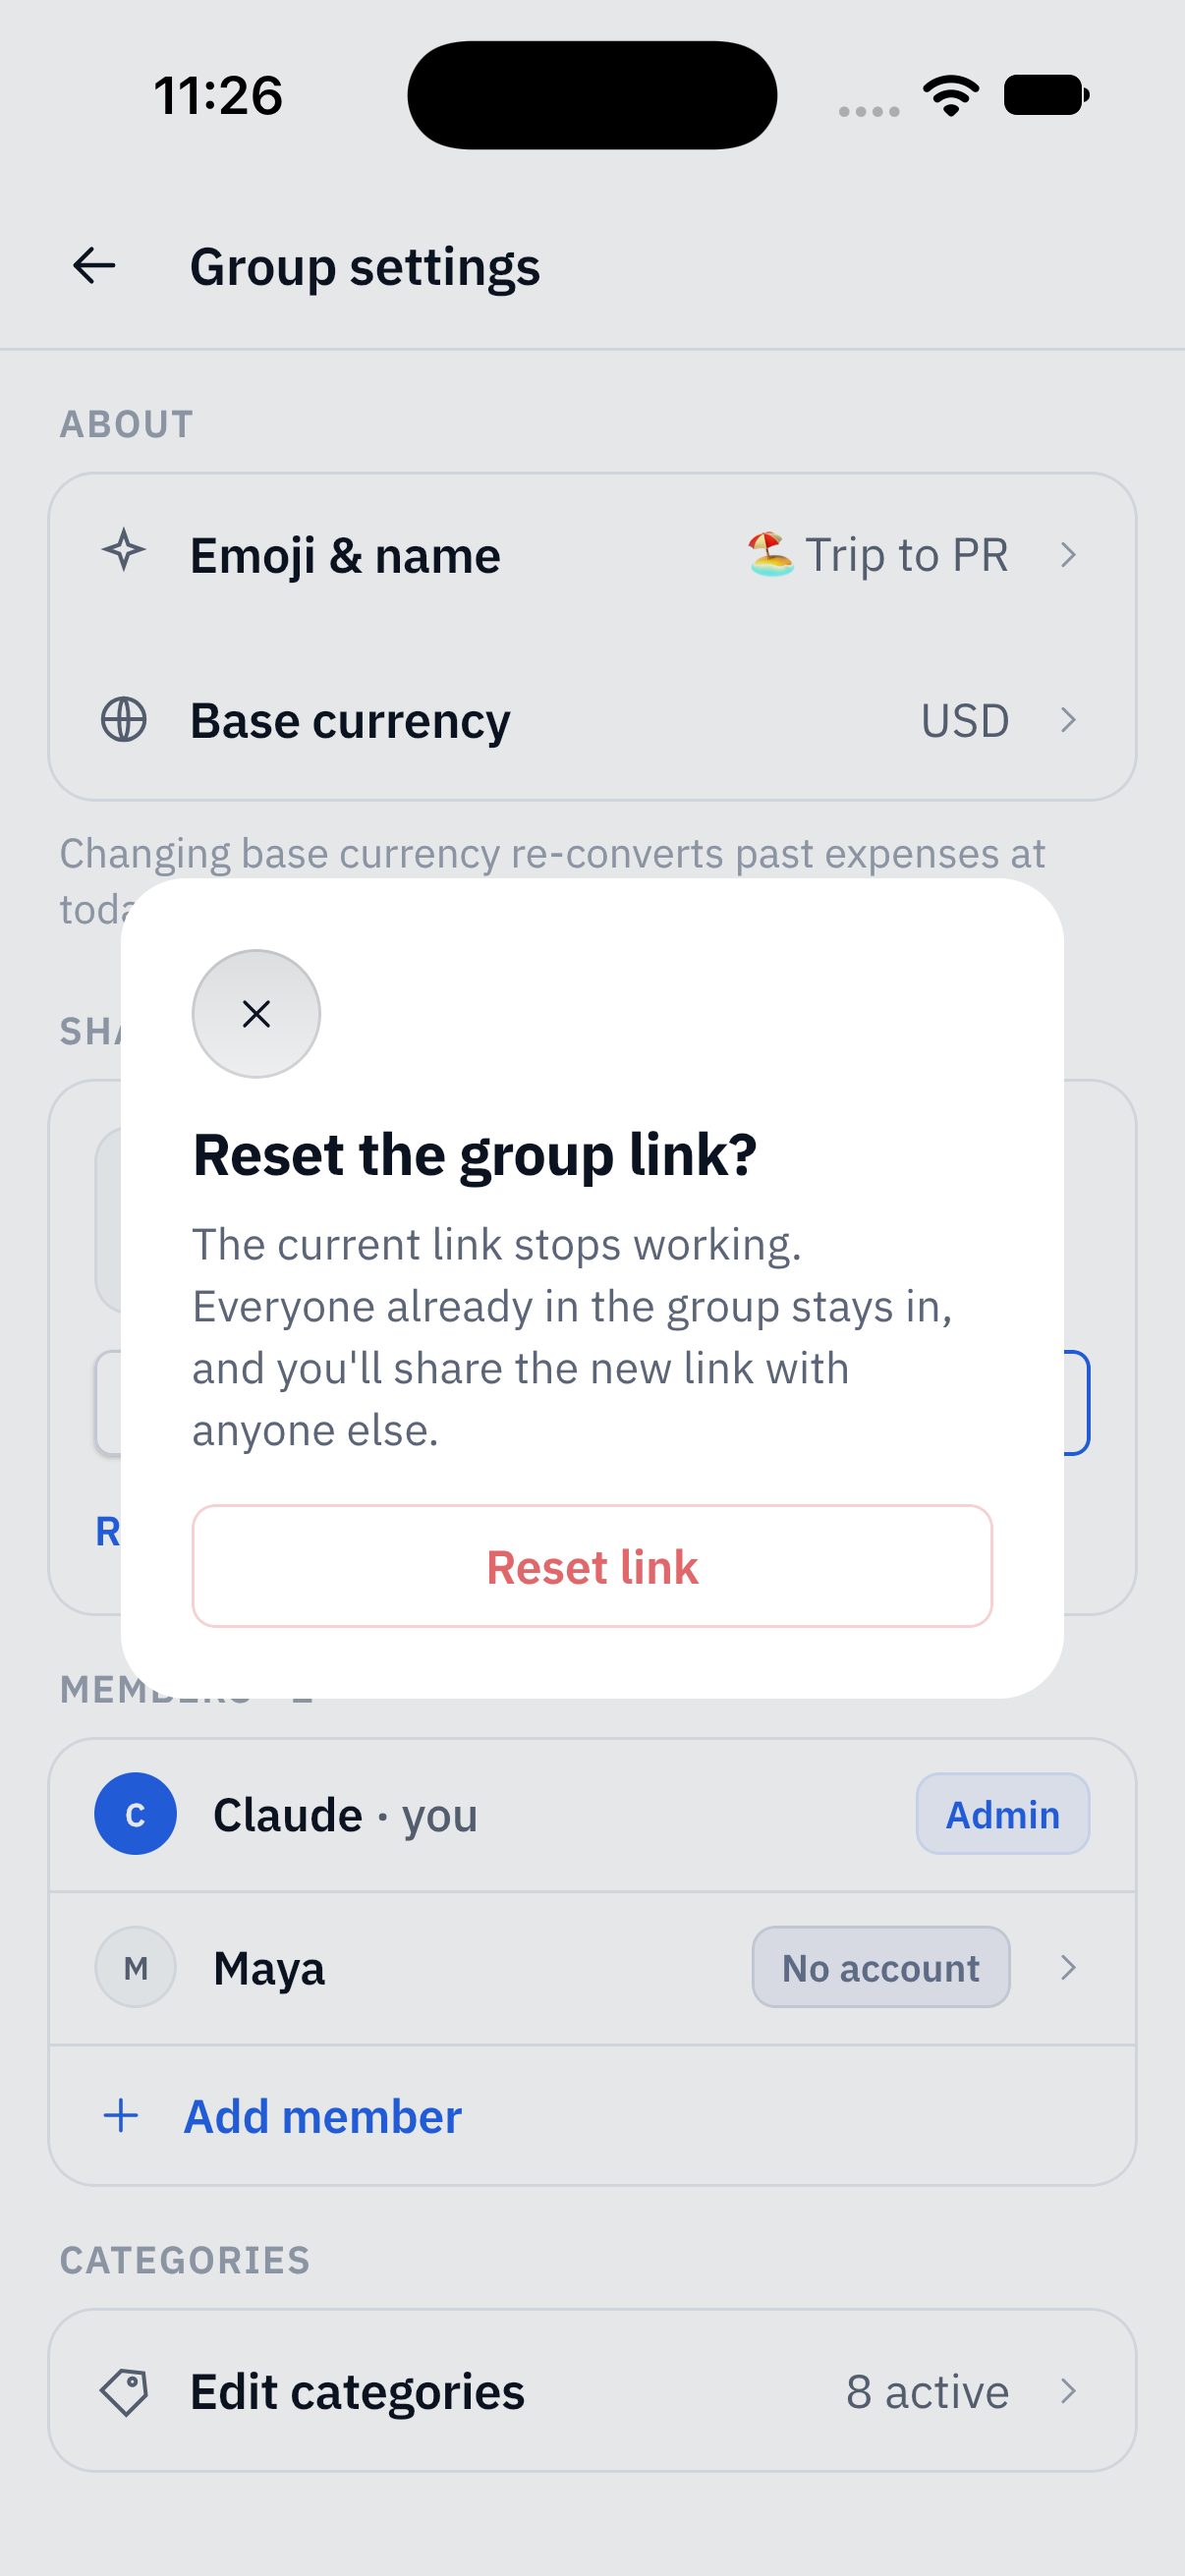 11:26
Group settings
ABOUT
Emoji & name
Trip to PR
Base currency
USD
Changing base currency re-converts past expenses at
Reset the group link?
The current link stops working.
Everyone already in the group stays in,
and you'll share the new link with
anyone else.
Reset link
MEMBERS
C
Claude · you
Admin
M
Maya
No account
Add member
CATEGORIES
Edit categories
8 active